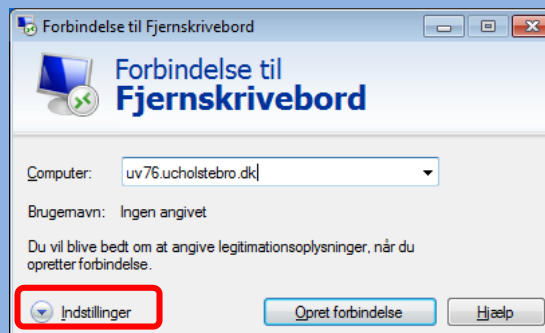 Forbindelse til Fjernskrivebord
Forbindelse til
Fjernskrivebord
Computer: uv76.ucholstebro.dk
Brugernavn: Ingen angivet
Du vil blive bedt om at angive legitimationsoplysninger, når du
opretter forbindelse.
Indstillinger Opret forbindelse Hjælp